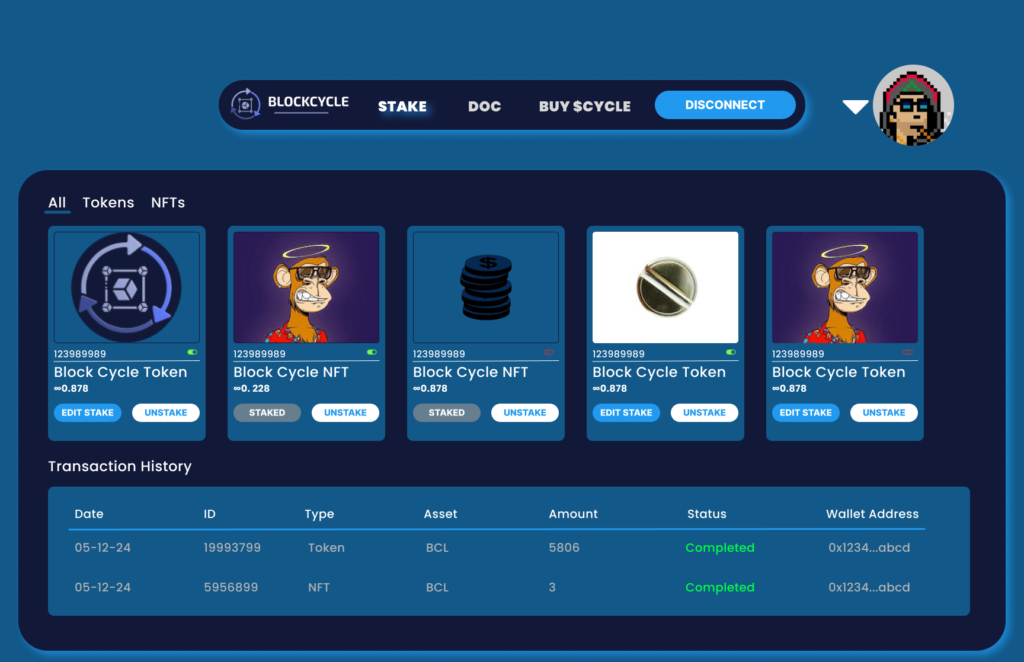 BLOCKCYCLE
STAKE
DOC
BUY $CYCLE
DISCONNECT
All Tokens NFTs
123989989
Block Cycle Token
∞0.878
EDIT STAKE UNSTAKE
123989989
Block Cycle NFT
∞0. 228
STAKED UNSTAKE
$
123989989
Block Cycle NFT
∞0.878
STAKED UNSTAKE
123989989
Block Cycle Token
∞0.878
EDIT STAKE UNSTAKE
123989989
Block Cycle Token
∞0.878
EDIT STAKE UNSTAKE
Transaction History
Date ID Type Asset Amount Status Wallet Address
05-12-24 19993799 Token BCL 5806 Completed 0x1234...abcd
05-12-24 5956899 NFT BCL 3 Completed 0x1234...abcd